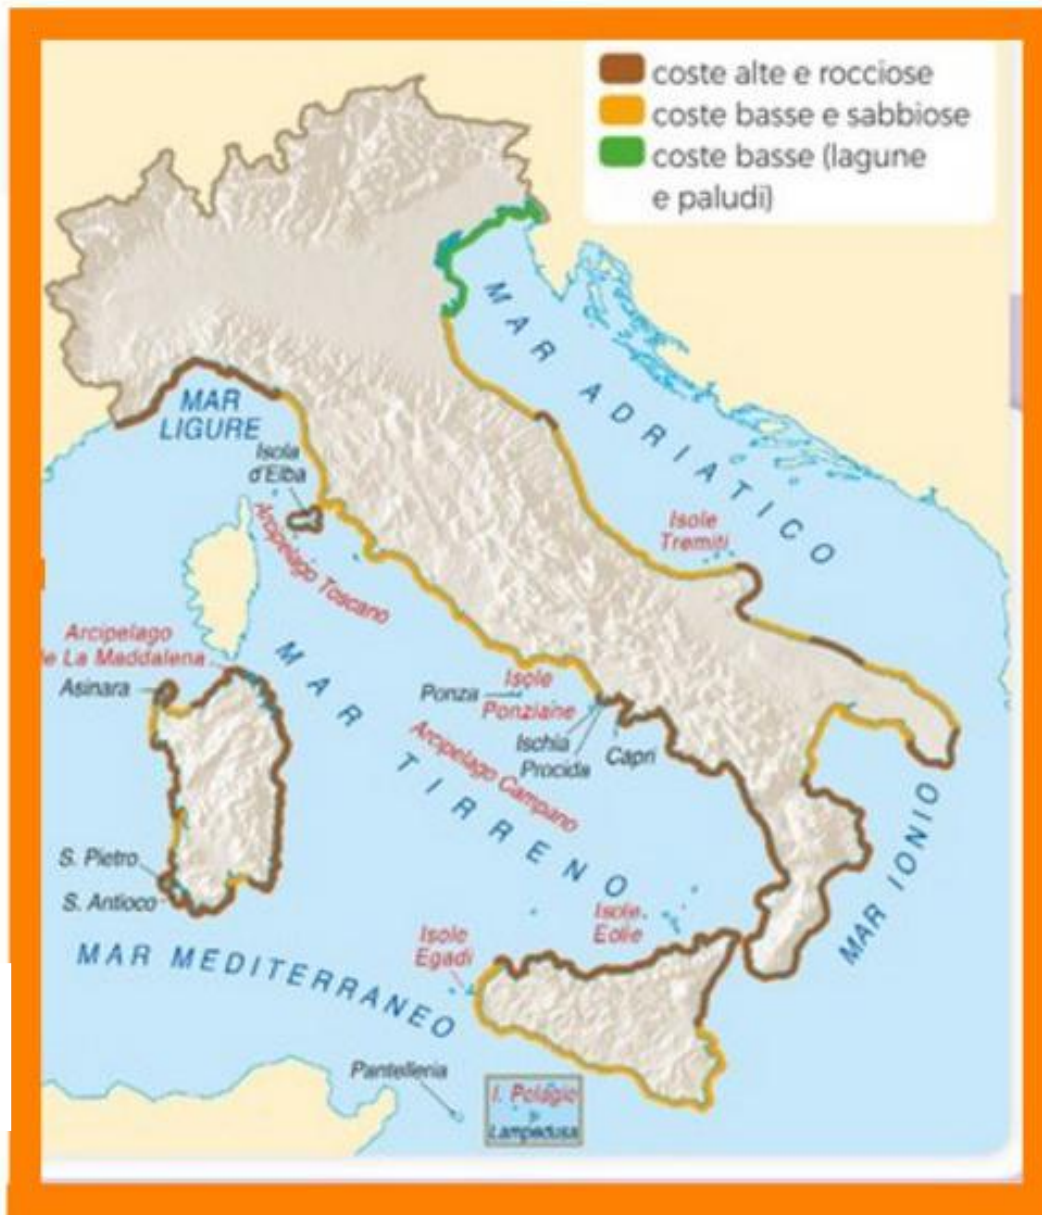 coste alte e rocciose
coste basse e sabbiose
coste basse (lagune
e paludi)
MAR ADRIATICO
MAR
LIGURE
Isola
d'Elba
Arcipelago Toscano
Isole
Tremiti
Arcipelago
La Maddalena
Asinara
MAR TIRRENO
Ponza
Isole
Ponziane
Ischia
Procida
Capri
Arcipelago Campano
S. Pietro
S. Antioco
MAR IONIO
Isole
Eolie
Isole
Egadi
MAR MEDITERRANEO
Pantelleria
I. Pelagie
Lampedusa